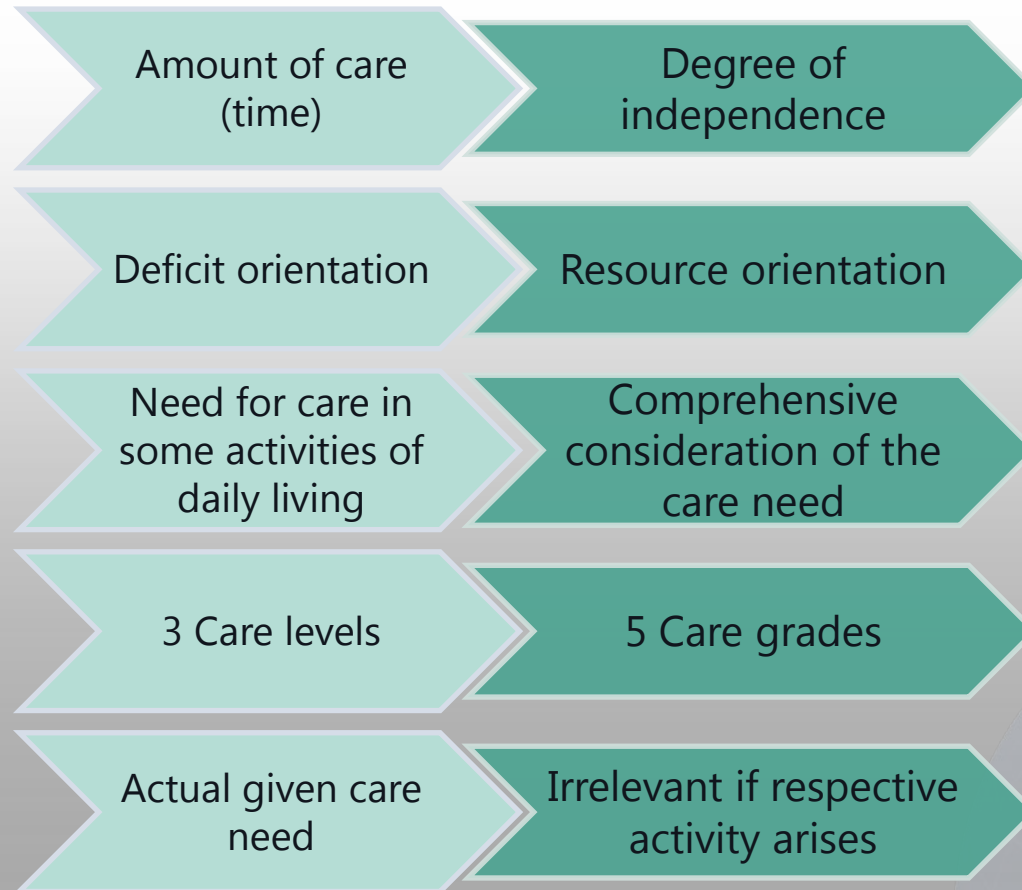 Amount of care
(time)
Degree of
independence
Deficit orientation
Resource orientation
Need for care in
some activities of
daily living
Comprehensive
consideration of the
care need
3 Care levels
5 Care grades
Actual given care
need
Irrelevant if respective
activity arises